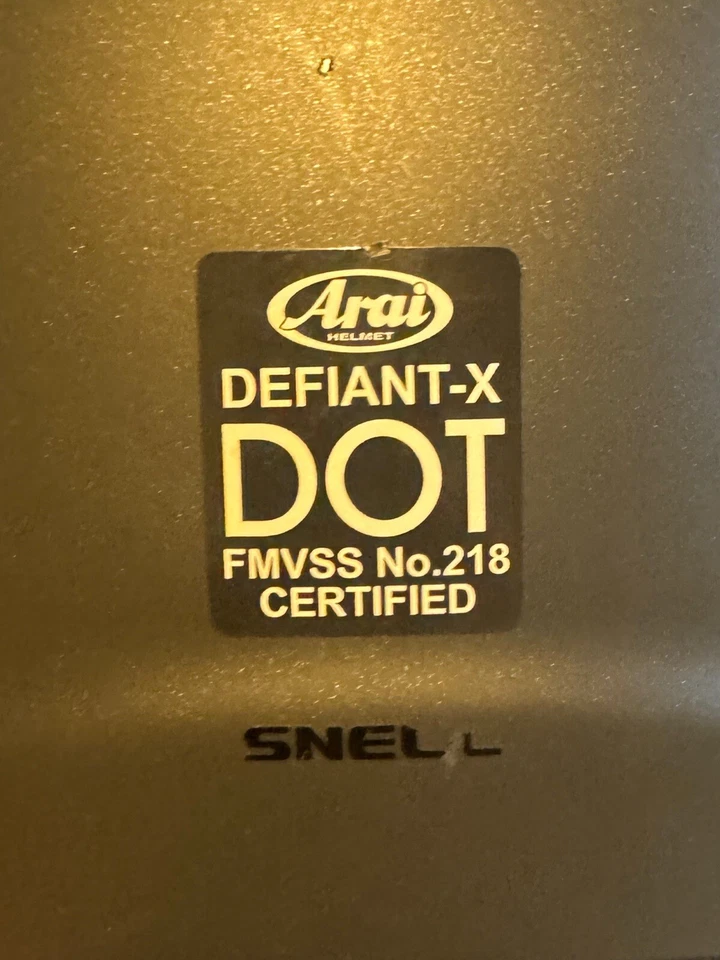 Arai
HELMET
DEFIANT-X
DOT
FMVSS No.218
CERTIFIED
SNELL